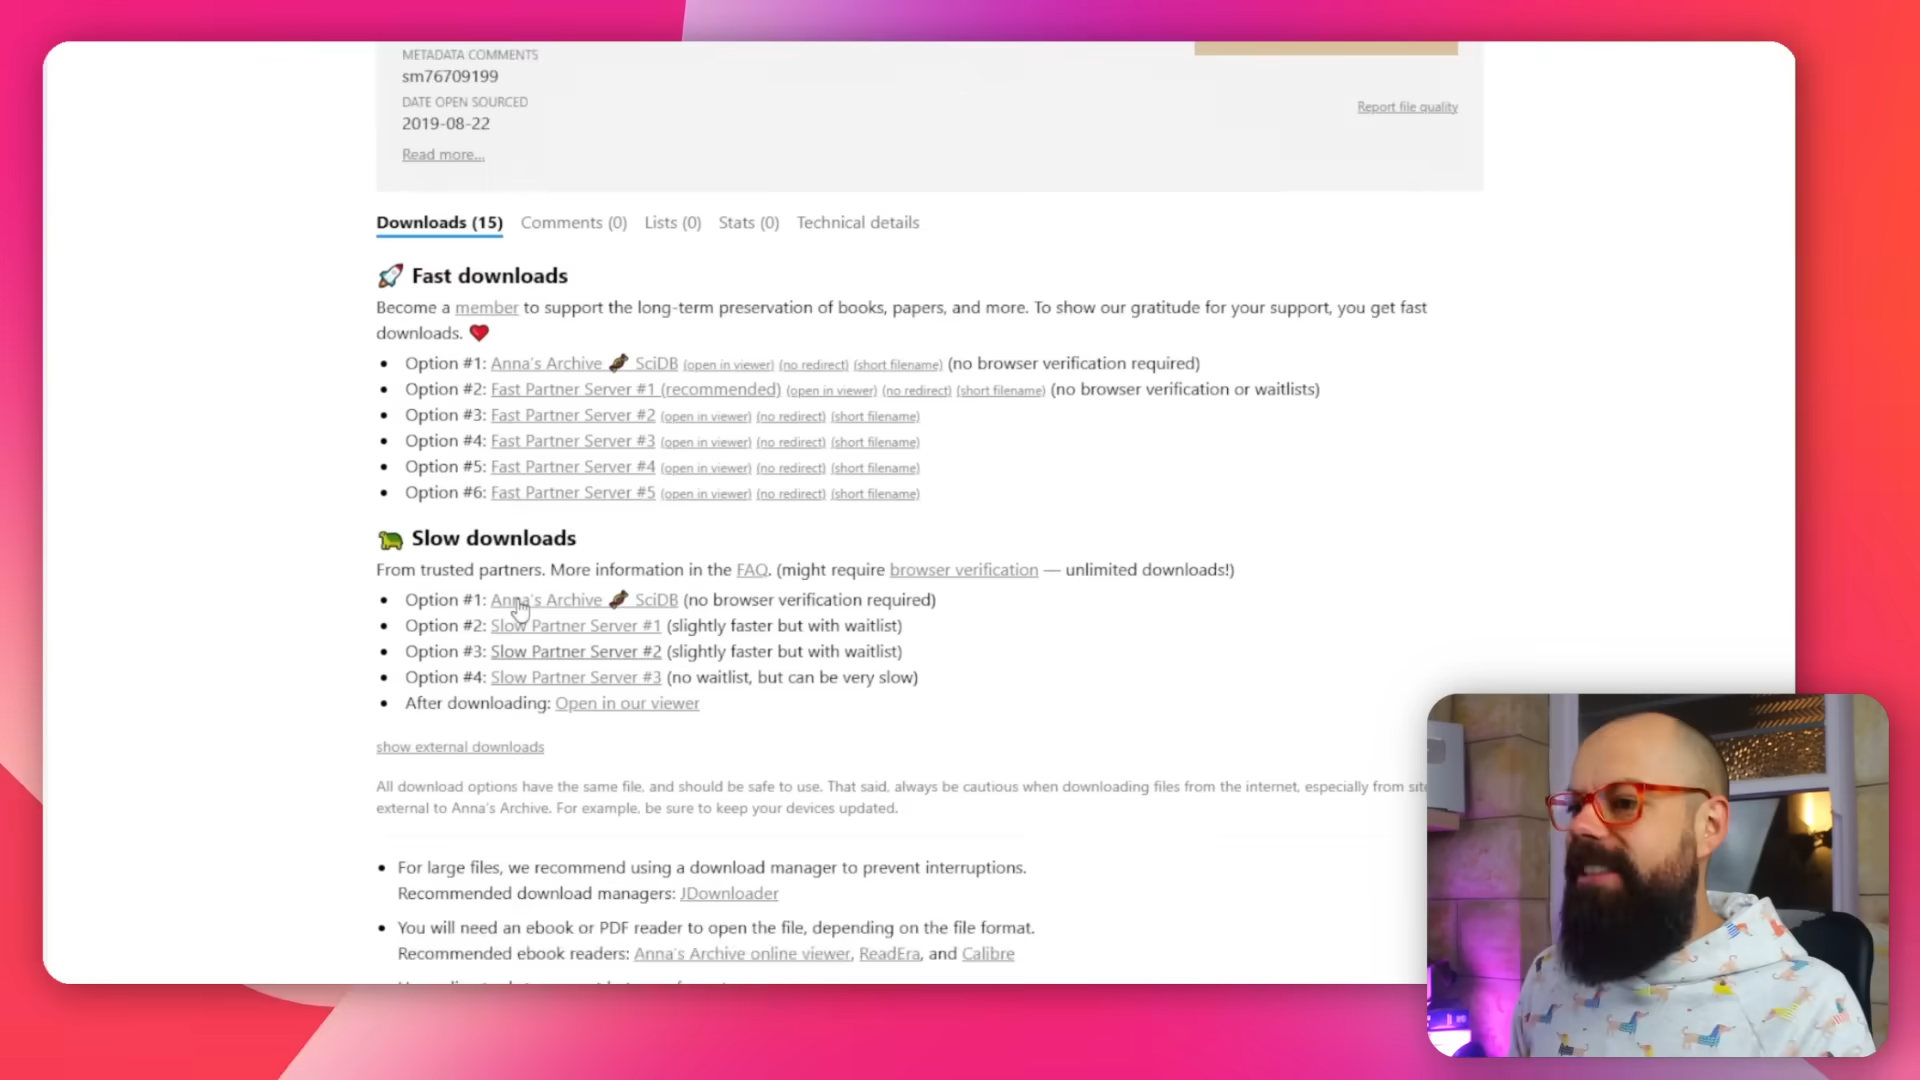 METADATA COMMENTS
sm76709199
DATE OPEN SOURCED
2019-08-22
Report file quality
Read more...
Downloads (15) Comments (0) Lists (0) Stats (0) Technical details
🚀 Fast downloads
Become a member to support the long-term preservation of books, papers, and more. To show our gratitude for your support, you get fast
downloads. ❤️
• Option #1: Anna's Archive 🧬 SciDB (open in viewer) (no redirect) (short filename) (no browser verification required)
• Option #2: Fast Partner Server #1 (recommended) (open in viewer) (no redirect) (short filename) (no browser verification or waitlists)
• Option #3: Fast Partner Server #2 (open in viewer) (no redirect) (short filename)
• Option #4: Fast Partner Server #3 (open in viewer) (no redirect) (short filename)
• Option #5: Fast Partner Server #4 (open in viewer) (no redirect) (short filename)
• Option #6: Fast Partner Server #5 (open in viewer) (no redirect) (short filename)
🐢 Slow downloads
From trusted partners. More information in the FAQ. (might require browser verification — unlimited downloads!)
• Option #1: Anna's Archive 🧬 SciDB (no browser verification required)
• Option #2: Slow Partner Server #1 (slightly faster but with waitlist)
• Option #3: Slow Partner Server #2 (slightly faster but with waitlist)
• Option #4: Slow Partner Server #3 (no waitlist, but can be very slow)
• After downloading: Open in our viewer
show external downloads
All download options have the same file, and should be safe to use. That said, always be cautious when downloading files from the internet, especially from
external to Anna's Archive. For example, be sure to keep your devices updated.
• For large files, we recommend using a download manager to prevent interruptions.
Recommended download managers: JDownloader
• You will need an ebook or PDF reader to open the file, depending on the file format.
Recommended ebook readers: Anna's Archive online viewer, ReadEra, and Calibre